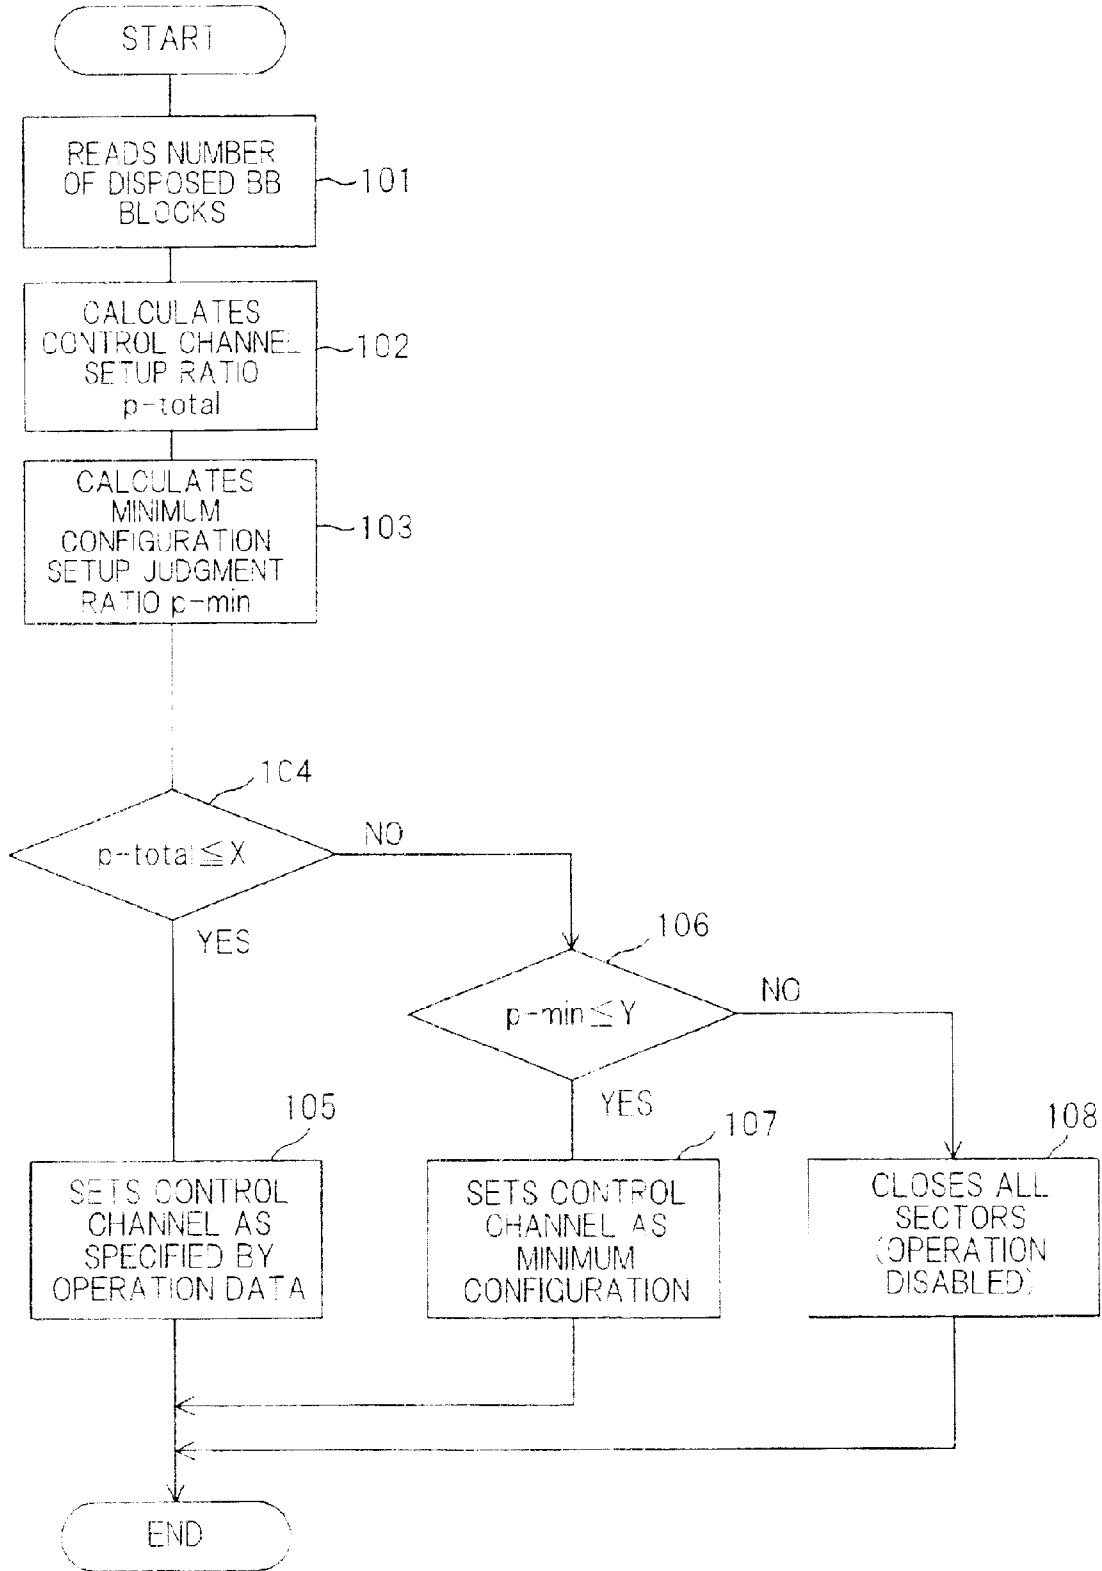 START
READS NUMBER
OF DISPOSED BB
BLOCKS
101
CALCULATES
CONTROL CHANNEL
SETUP RATIO
p-total
102
CALCULATES
MINIMUM
CONFIGURATION
SETUP JUDGMENT
RATIO p-min
103
104
p-total≦X
NO
YES
106
p-min≦Y
NO
YES
105
SETS CONTROL
CHANNEL AS
SPECIFIED BY
OPERATION DATA
107
SETS CONTROL
CHANNEL AS
MINIMUM
CONFIGURATION
108
CLOSES ALL
SECTORS
(OPERATION
DISABLED)
END